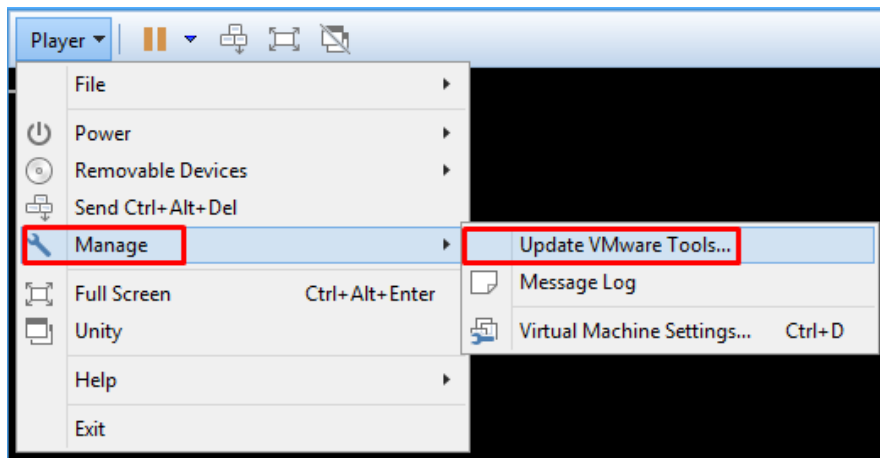 Player
File
Power
Removable Devices
Send Ctrl+Alt+Del
Manage
Update VMware Tools...
Message Log
Full Screen Ctrl+Alt+Enter
Virtual Machine Settings... Ctrl+D
Unity
Help
Exit